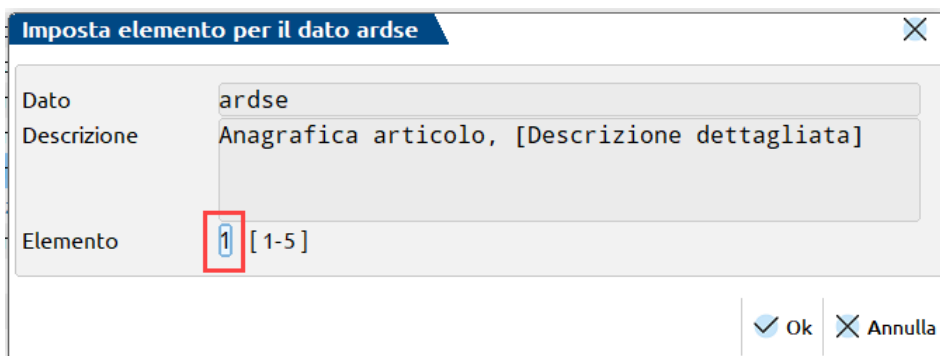 Imposta elemento per il dato ardse
Dato ardse
Descrizione Anagrafica articolo, [Descrizione dettagliata]
Elemento 1 [1-5]
Ok Annulla